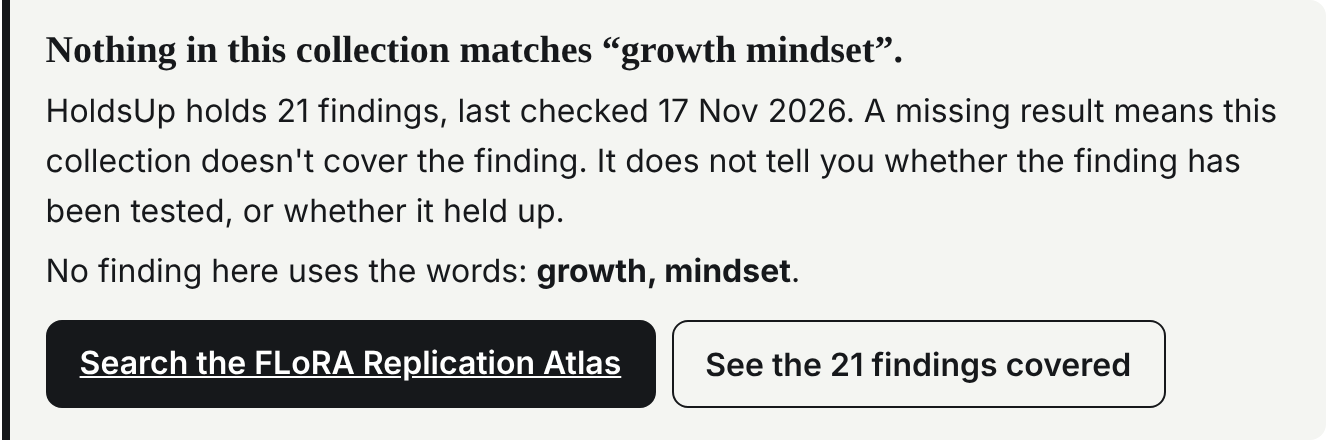 Nothing in this collection matches “growth mindset”.
HoldsUp holds 21 findings, last checked 17 Nov 2026. A missing result means this
collection doesn't cover the finding. It does not tell you whether the finding has
been tested, or whether it held up.
No finding here uses the words: growth, mindset.
Search the FLoRA Replication Atlas
See the 21 findings covered